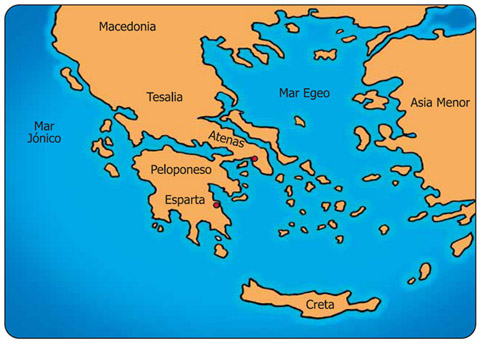 Macedonia
Tesalia
Mar Egeo
Asia Menor
Mar
Jónico
Atenas
Peloponeso
Esparta
Creta